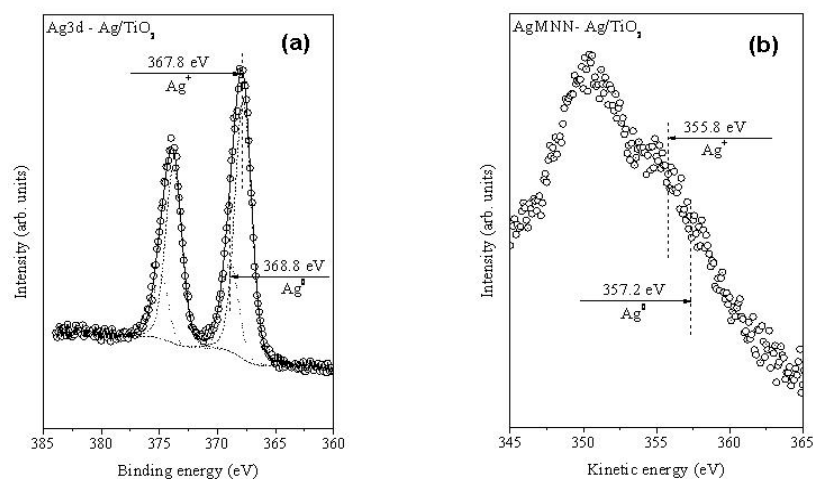 Ag3d - Ag/TiO₂
(a)
367.8 eV
Ag⁺
368.8 eV
Ag⁰
Intensity (arb. units)
385 380 375 370 365 360
Binding energy (eV)
AgMNN- Ag/TiO₂
(b)
355.8 eV
Ag⁺
357.2 eV
Ag⁰
Intensity (arb. units)
345 350 355 360 365
Kinetic energy (eV)